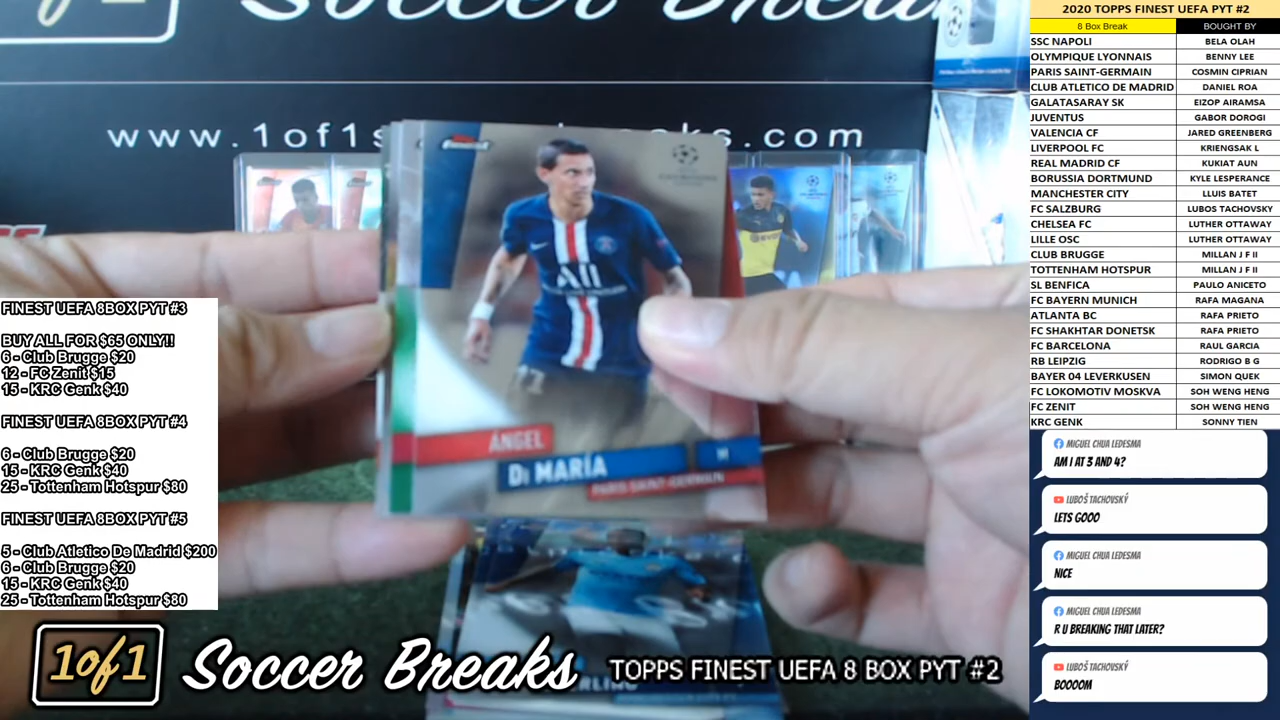 Soccer Breaks
www.1of1s breaks.com
Finest
ALL
ÁNGEL
DI MARÍA
PARIS SAINT-GERMAIN
FINEST UEFA 8BOX PYT #3
BUY ALL FOR $65 ONLY!!
6 - Club Brugge $20
12 - FC Zenit $15
15 - KRC Genk $40
FINEST UEFA 8BOX PYT #4
6 - Club Brugge $20
15 - KRC Genk $40
25 - Tottenham Hotspur $80
FINEST UEFA 8BOX PYT #5
5 - Club Atletico De Madrid $200
6 - Club Brugge $20
15 - KRC Genk $40
25 - Tottenham Hotspur $80
1of1 Soccer Breaks TOPPS FINEST UEFA 8 BOX PYT #2
2020 TOPPS FINEST UEFA PYT #2
8 Box Break BOUGHT BY
SSC NAPOLI BELA OLAH
OLYMPIQUE LYONNAIS BENNY LEE
PARIS SAINT-GERMAIN COSMIN CIPRIAN
CLUB ATLETICO DE MADRID DANIEL ROA
GALATASARAY SK EIZOP AIRAMSA
JUVENTUS GABOR DOROGI
VALENCIA CF JARED GREENBERG
LIVERPOOL FC KRIENGSAK L
REAL MADRID CF KUKIAT AUN
BORUSSIA DORTMUND KYLE LESPERANCE
MANCHESTER CITY LLUIS BATET
FC SALZBURG LUBOS TACHOVSKY
CHELSEA FC LUTHER OTTAWAY
LILLE OSC LUTHER OTTAWAY
CLUB BRUGGE MILLAN J F II
TOTTENHAM HOTSPUR MILLAN J F II
SL BENFICA PAULO ANICETO
FC BAYERN MUNICH RAFA MAGANA
ATLANTA BC RAFA PRIETO
FC SHAKHTAR DONETSK RAFA PRIETO
FC BARCELONA RAUL GARCIA
RB LEIPZIG RODRIGO B G
BAYER 04 LEVERKUSEN SIMON QUEK
FC LOKOMOTIV MOSKVA SOH WENG HENG
FC ZENIT SOH WENG HENG
KRC GENK SONNY TIEN
MIGUEL CHUA LEDESMA
AM I AT 3 AND 4?
LUBOŠ TACHOVSKÝ
LETS GOOO
MIGUEL CHUA LEDESMA
NICE
MIGUEL CHUA LEDESMA
R U BREAKING THAT LATER?
LUBOŠ TACHOVSKÝ
BOOOOM